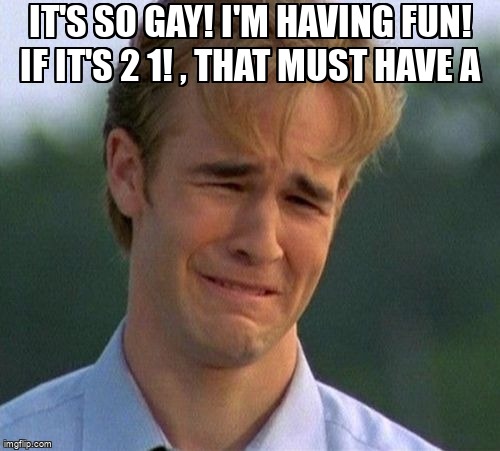 IT'S SO GAY! I'M HAVING FUN!
IF IT'S 2 1! , THAT MUST HAVE A
imgflip.com